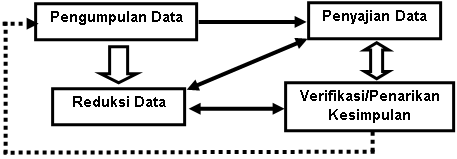 Pengumpulan Data
Penyajian Data
Reduksi Data
Verifikasi/Penarikan
Kesimpulan